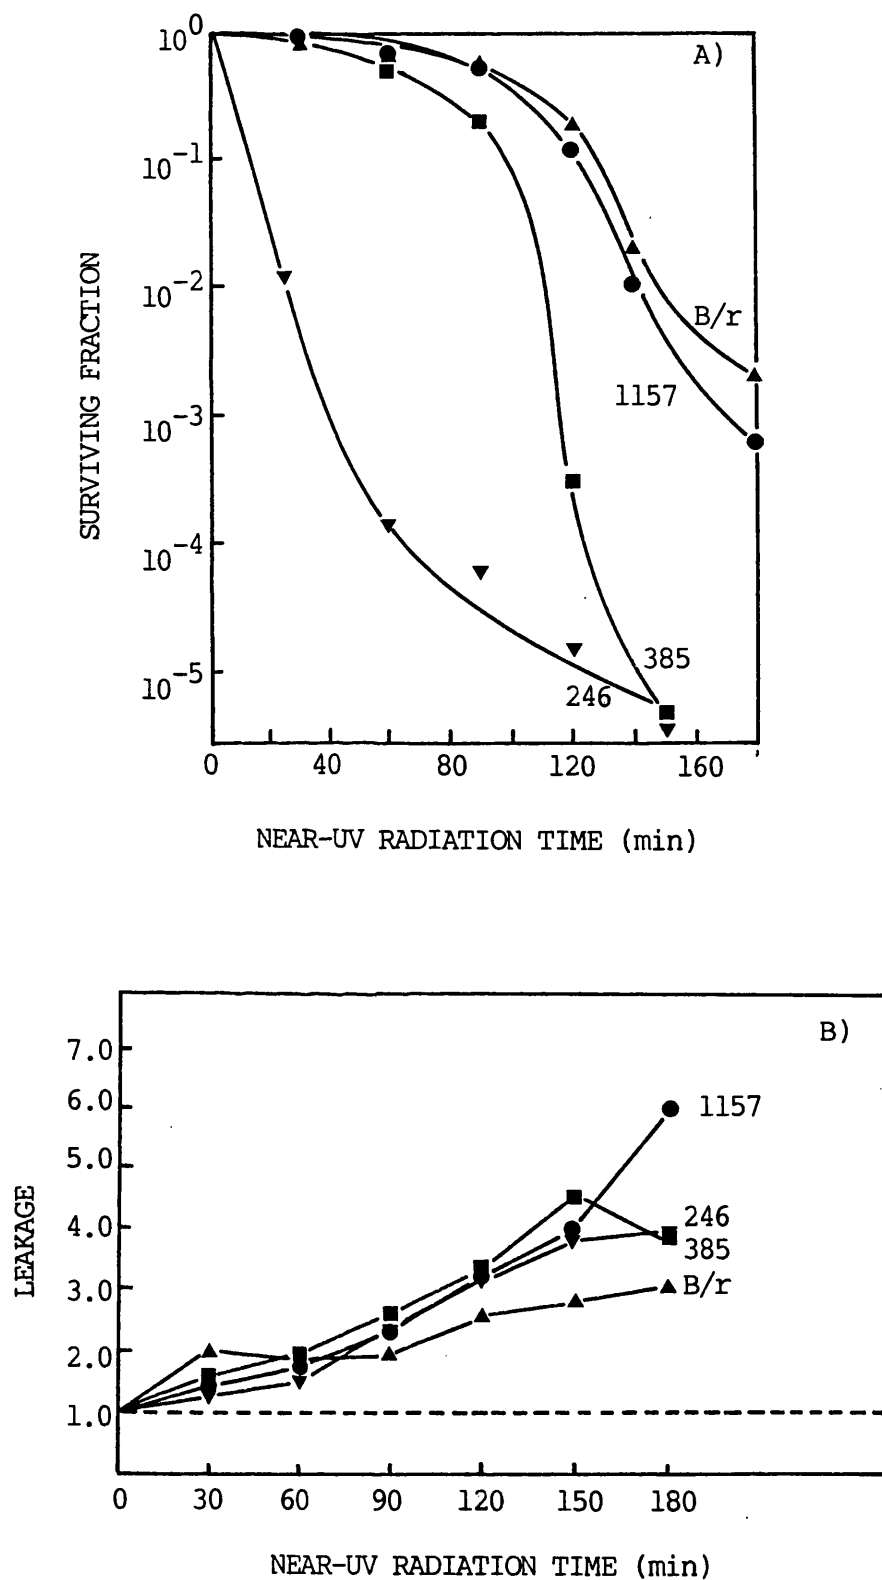 A)
10^0
10^-1
10^-2
10^-3
10^-4
10^-5
SURVIVING FRACTION
B/r
1157
385
246
0 40 80 120 160
NEAR-UV RADIATION TIME (min)
B)
7.0
6.0
5.0
4.0
3.0
2.0
1.0
LEAKAGE
1157
246
385
B/r
0 30 60 90 120 150 180
NEAR-UV RADIATION TIME (min)